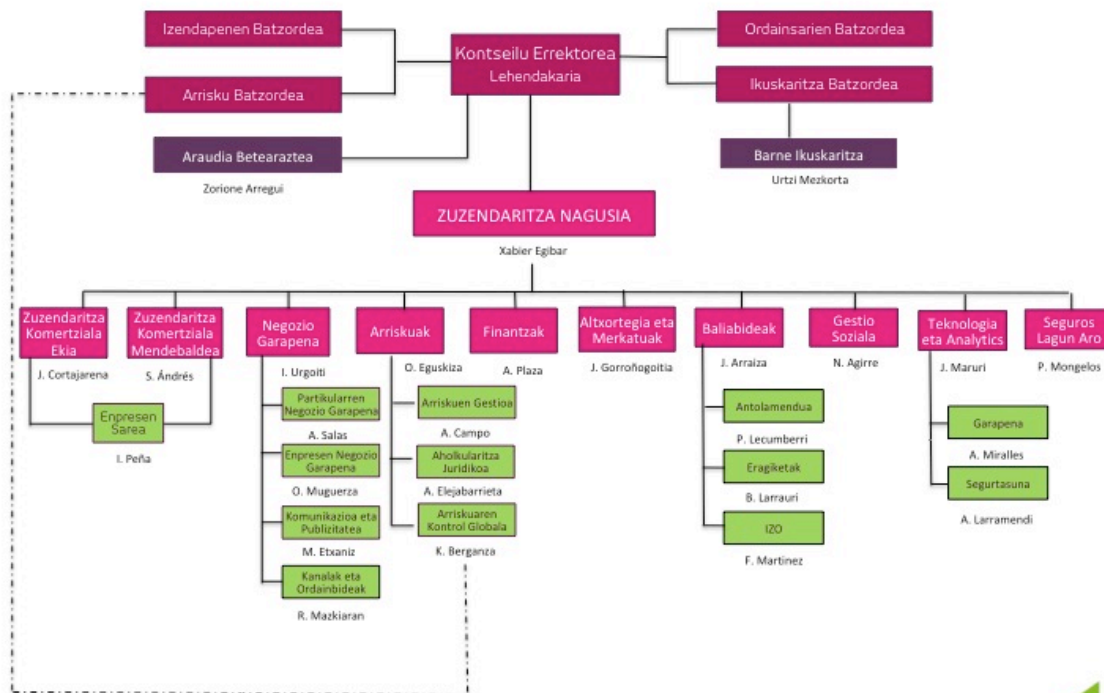 Izendapenen Batzordea
Arrisku Batzordea
Kontseilu Errektorea
Lehendakaria
Ordainsarien Batzordea
Ikuskaritza Batzordea
Araudia Betearaztea
Zorione Arregui
Barne Ikuskaritza
Urtzi Mezkorta
ZUZENDARITZA NAGUSIA
Xabier Egibar
Zuzendaritza
Komertziala
Ekia
J. Cortajarena
Zuzendaritza
Komertziala
Mendebaldea
S. Ándrés
Enpresen
Sarea
I. Peña
Negozio
Garapena
I. Urgoiti
Partikularren
Negozio Garapena
A. Salas
Enpresen Negozio
Garapena
O. Muguerza
Komunikazioa eta
Publizitatea
M. Etxaniz
Kanalak eta
Ordainbideak
R. Mazkiaran
Arriskuak
O. Eguskiza
Arriskuen Gestioa
A. Campo
Aholkularitza
Juridikoa
A. Elejabarrieta
Arriskuaren
Kontrol Globala
K. Berganza
Finantzak
A. Plaza
Altxortegia eta
Merkatuak
J. Gorroñogoitia
Baliabideak
J. Arraiza
Antolamendua
P. Lecumberri
Eragiketak
B. Larrauri
IZO
F. Martinez
Gestio
Soziala
N. Agirre
Teknologia
eta Analytics
J. Maruri
Garapena
A. Miralles
Segurtasuna
A. Larramendi
Seguros
Lagun Aro
P. Mongelos